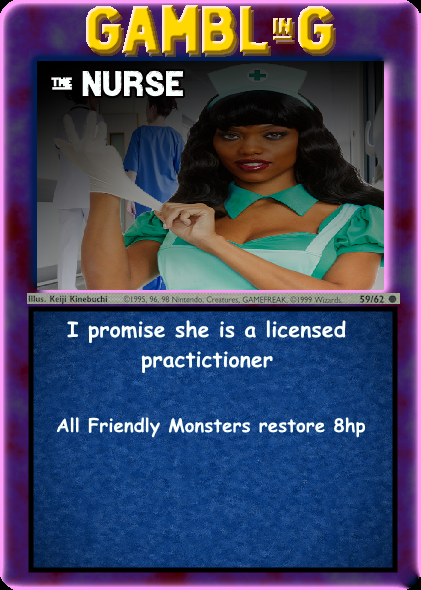 GAMBLING
THE NURSE
Illus. Keiji Kinebuchi ©1995, 96, 98 Nintendo, Creatures, GAMEFREAK. ©1999 Wizards. 59/62 ●
I promise she is a licensed
practictioner
All Friendly Monsters restore 8hp